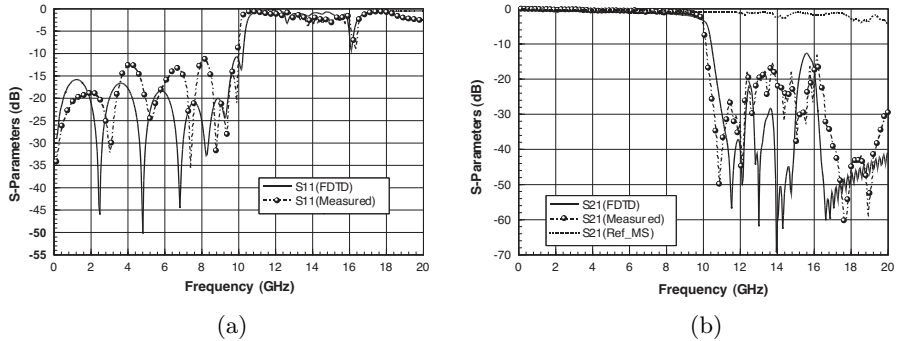 S-Parameters (dB)
0
-5
-10
-15
-20
-25
-30
-35
-40
-45
-50
-55
S11(FDTD)
S11(Measured)
0 2 4 6 8 10 12 14 16 18 20
Frequency (GHz)
(a)
S-Parameters (dB)
0
-10
-20
-30
-40
-50
-60
-70
S21(FDTD)
S21(Measured)
S21(Ref_MS)
0 2 4 6 8 10 12 14 16 18 20
Frequency (GHz)
(b)